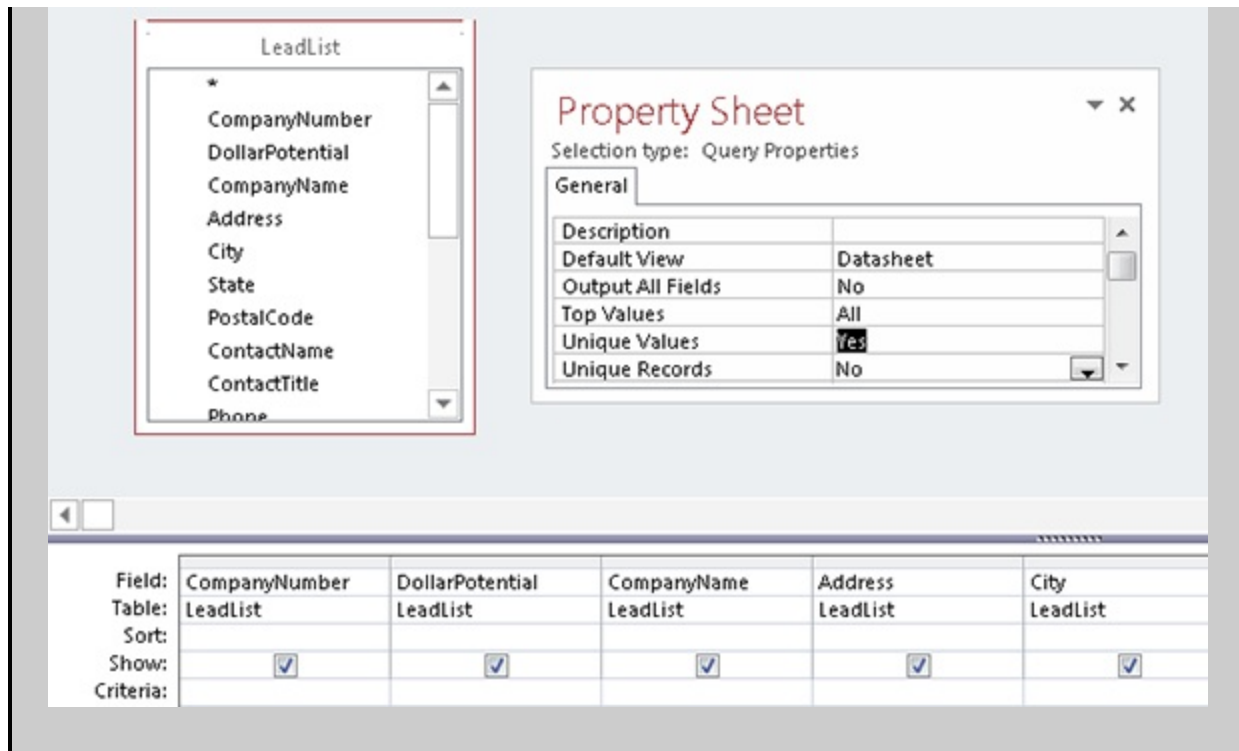 LeadList
*
CompanyNumber
DollarPotential
CompanyName
Address
City
State
PostalCode
ContactName
ContactTitle
Phone
Property Sheet
Selection type: Query Properties
General
Description
Default View Datasheet
Output All Fields No
Top Values All
Unique Values Yes
Unique Records No
Field: CompanyNumber DollarPotential CompanyName Address City
Table: LeadList LeadList LeadList LeadList LeadList
Sort:
Show:
Criteria: